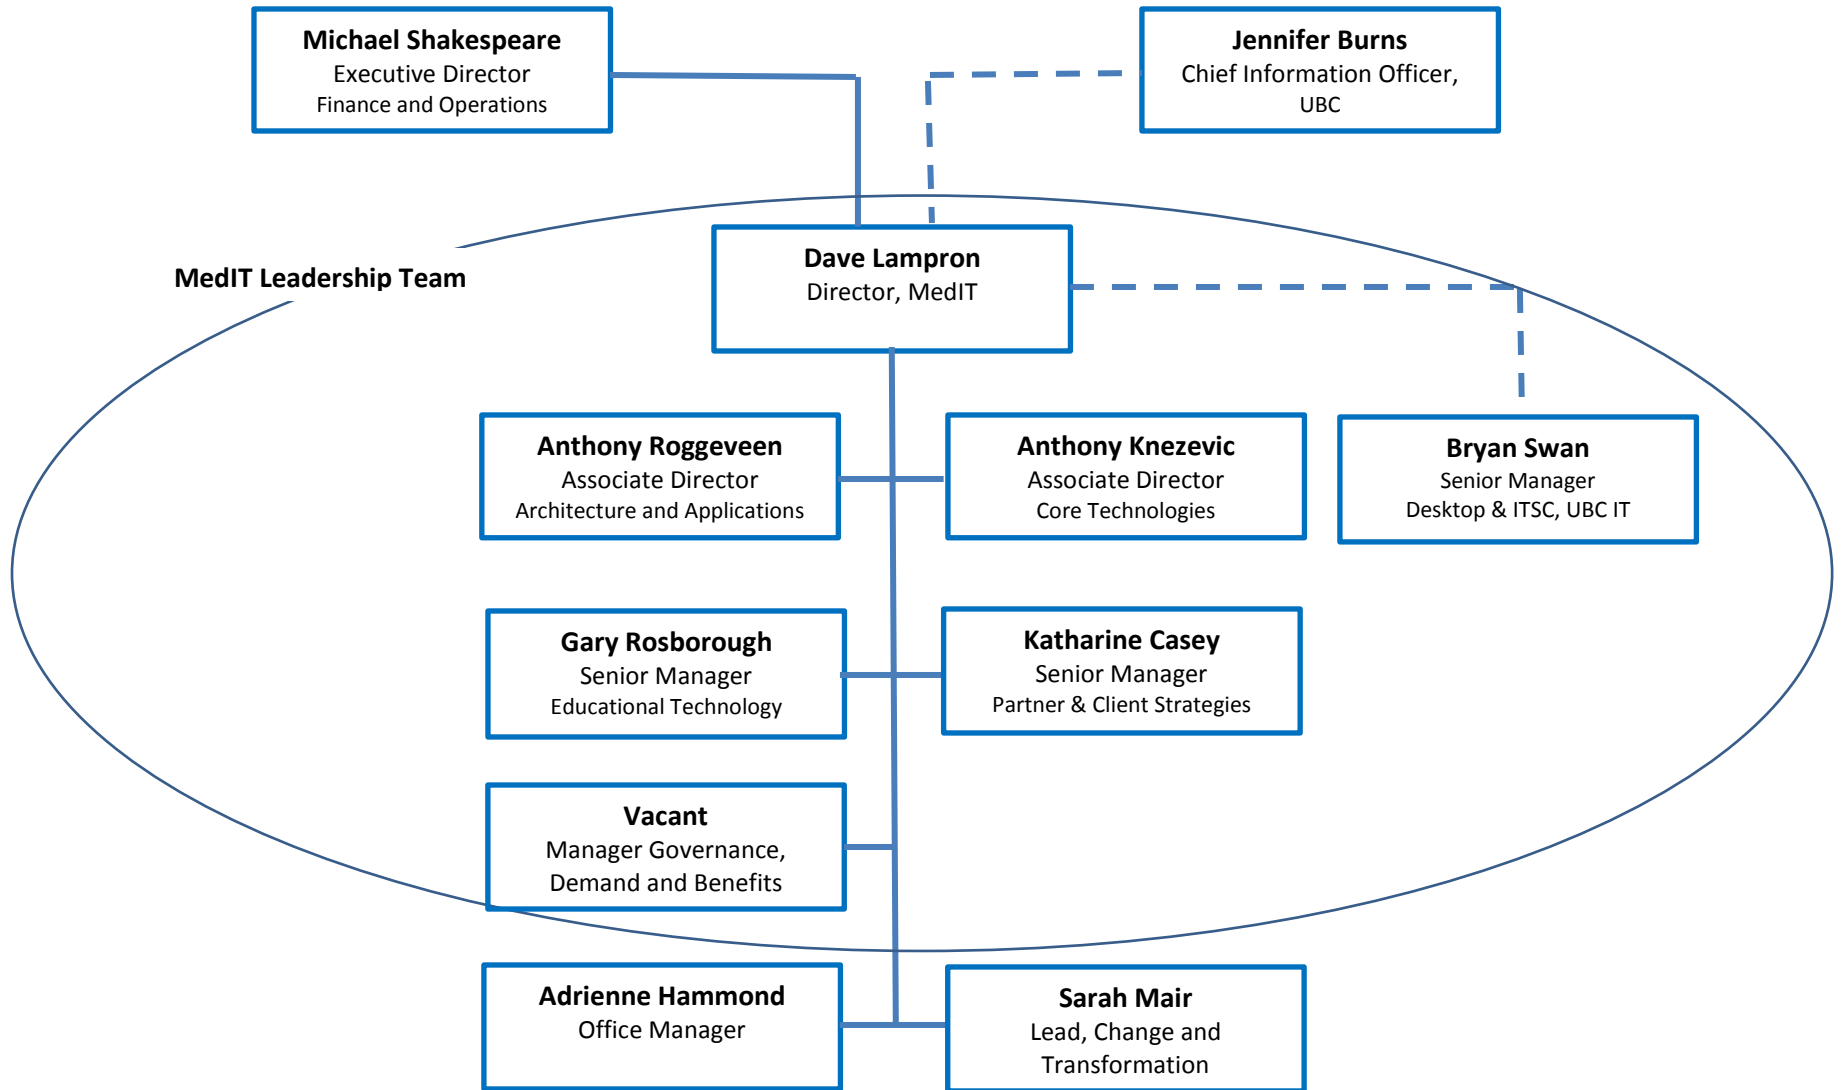 Michael Shakespeare
Executive Director
Finance and Operations
Jennifer Burns
Chief Information Officer,
UBC
MedIT Leadership Team
Dave Lampron
Director, MedIT
Anthony Roggeveen
Associate Director
Architecture and Applications
Anthony Knezevic
Associate Director
Core Technologies
Bryan Swan
Senior Manager
Desktop & ITSC, UBC IT
Gary Rosborough
Senior Manager
Educational Technology
Katharine Casey
Senior Manager
Partner & Client Strategies
Vacant
Manager Governance,
Demand and Benefits
Adrienne Hammond
Office Manager
Sarah Mair
Lead, Change and
Transformation